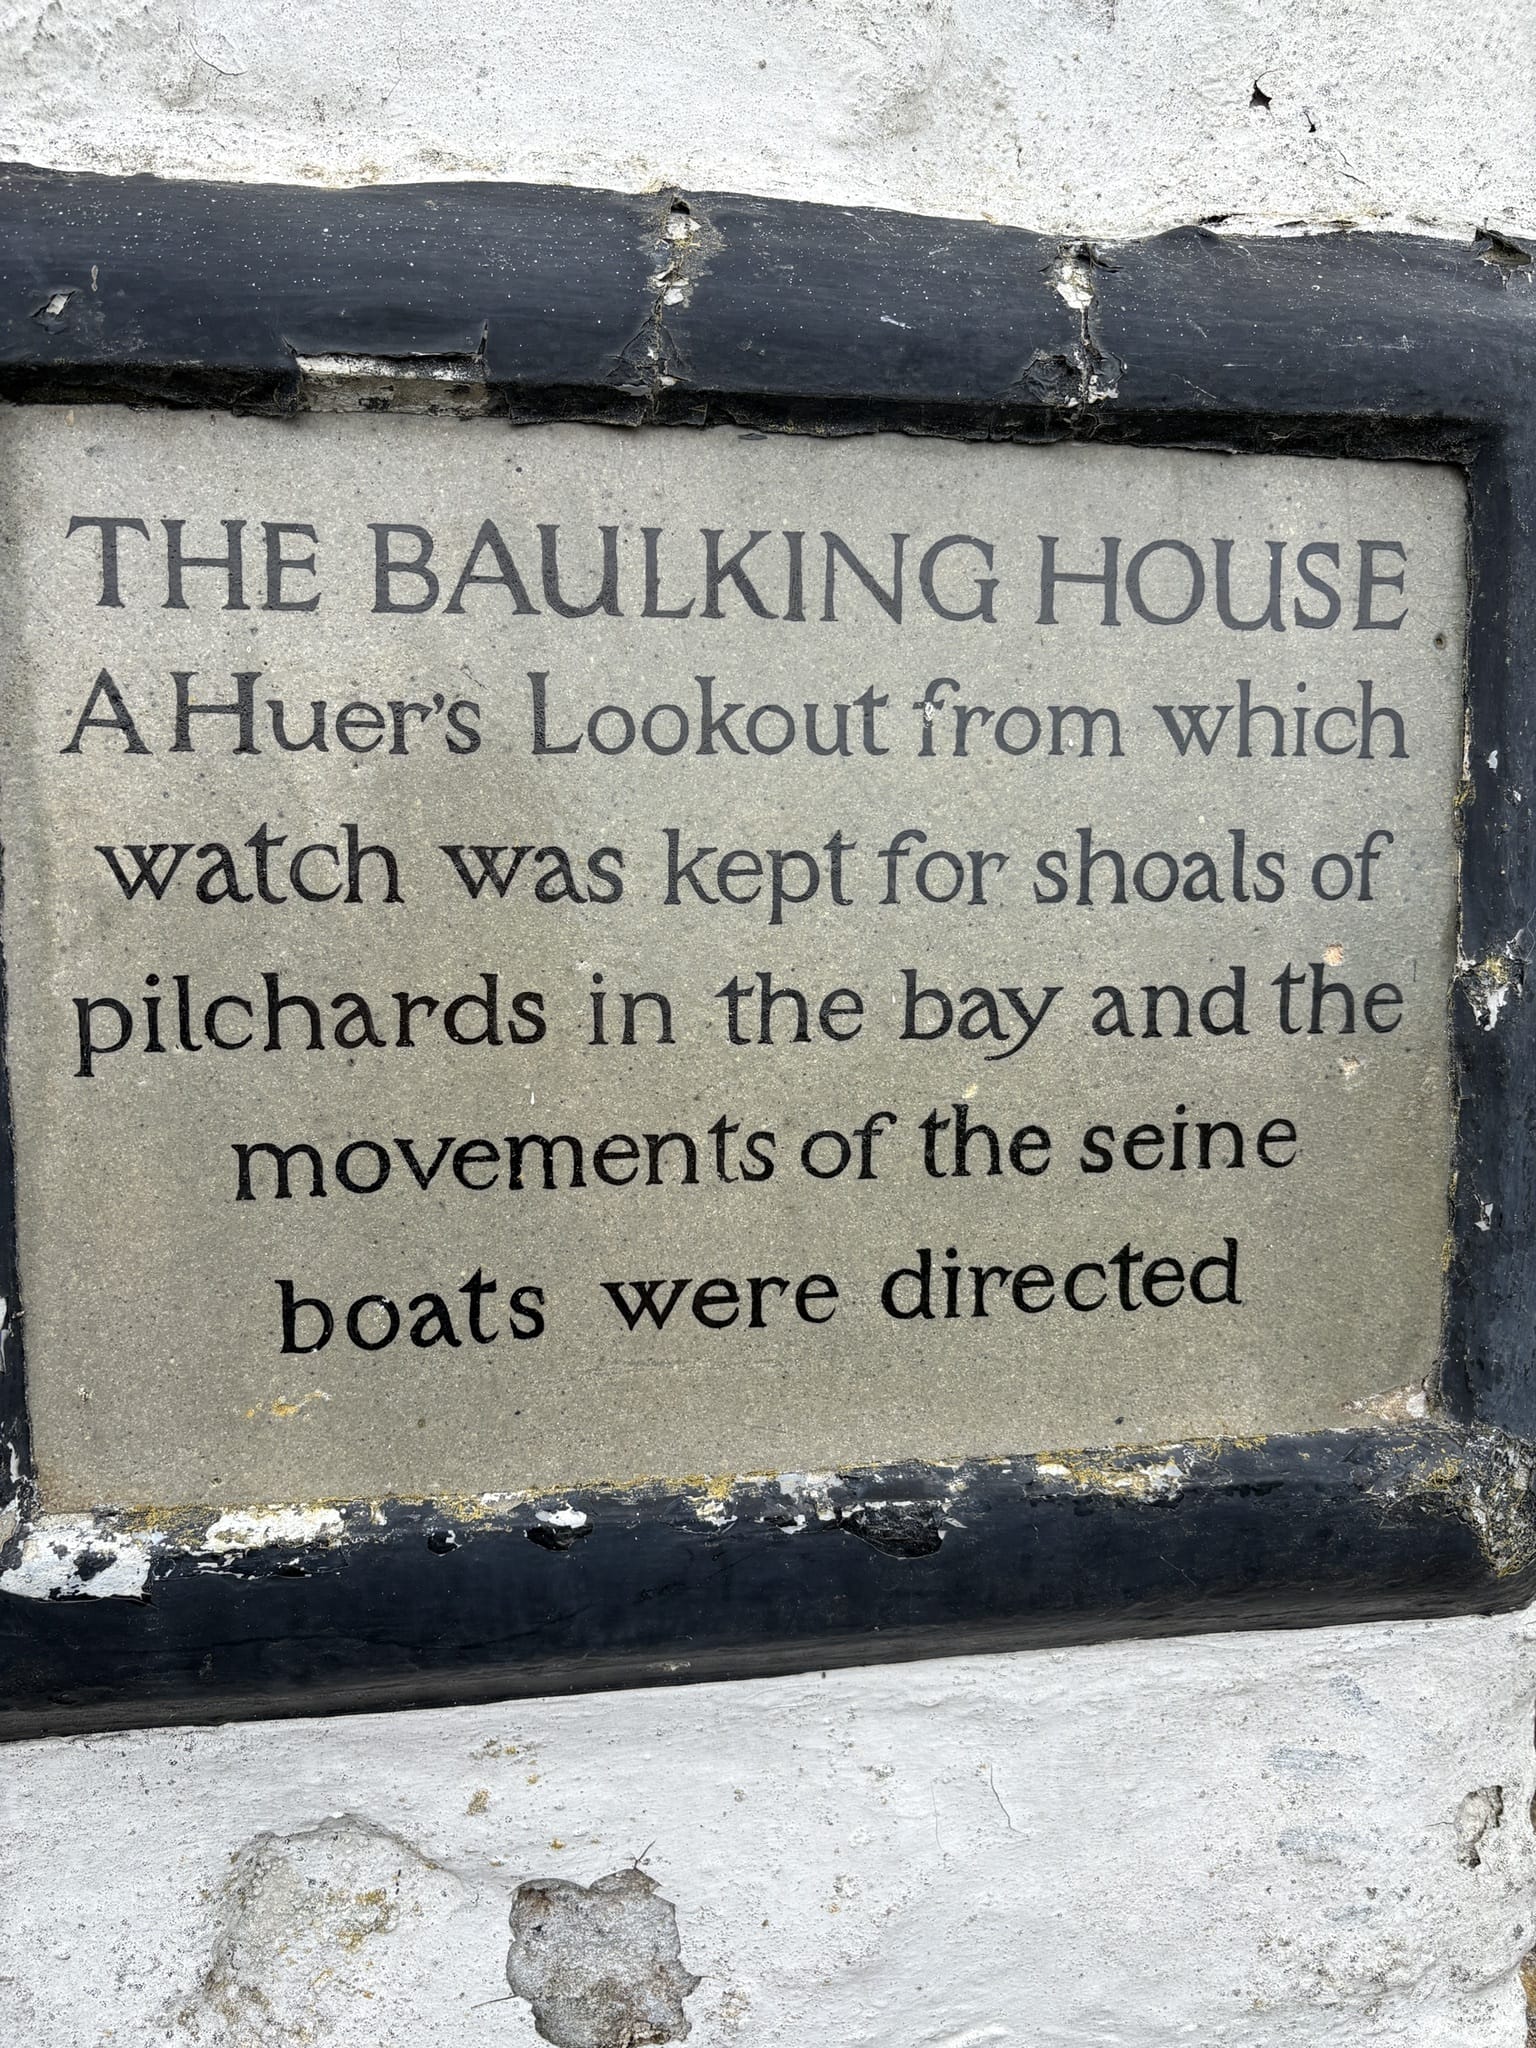 THE BAULKING HOUSE
A Huer's Lookout from which
watch was kept for shoals of
pilchards in the bay and the
movements of the seine
boats were directed